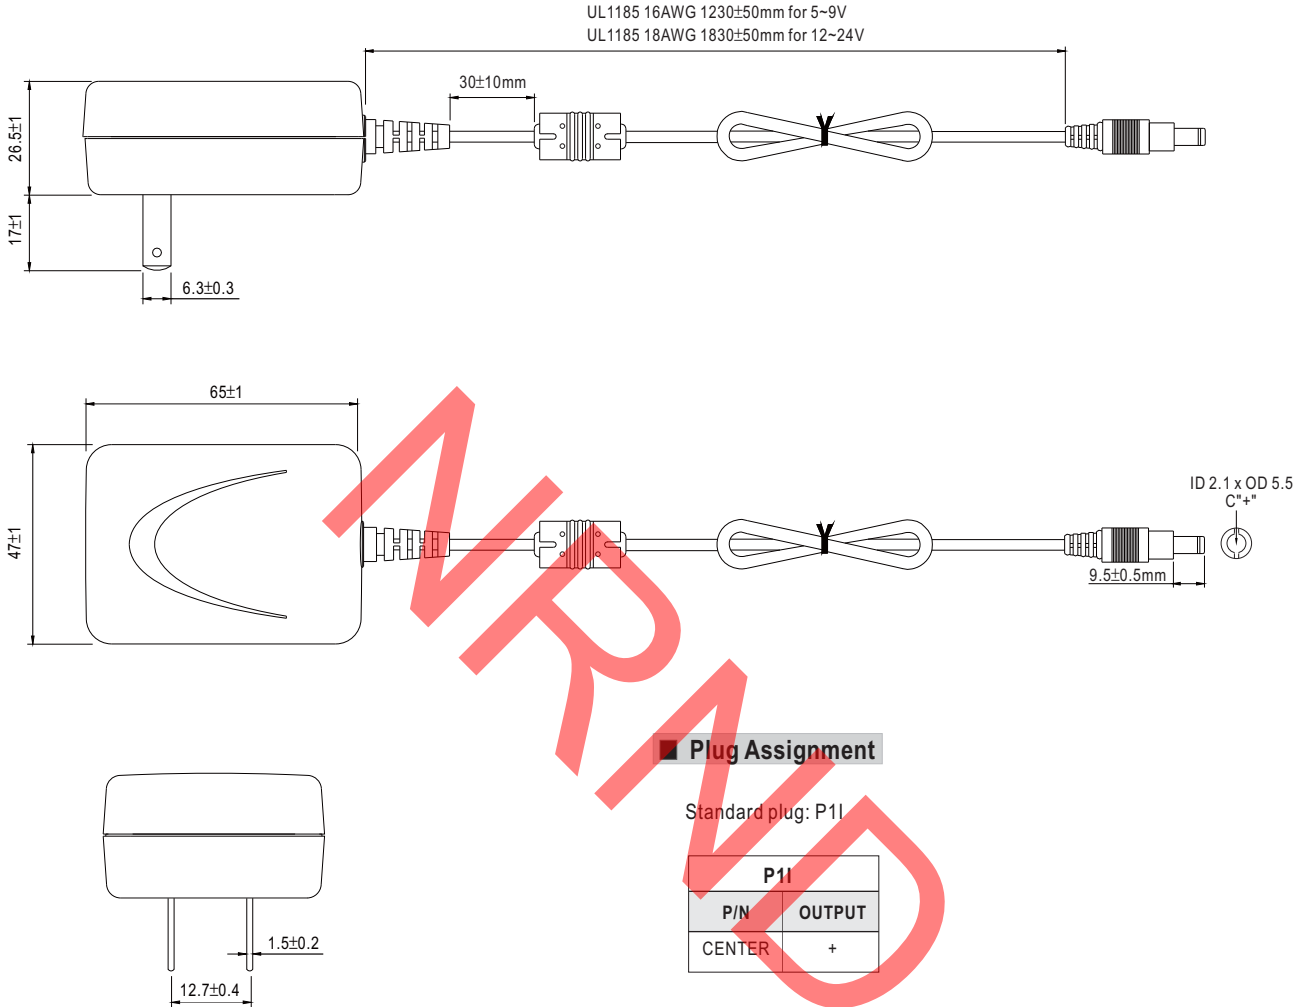 UL1185 16AWG 1230±50mm for 5~9V
UL1185 18AWG 1830±50mm for 12~24V
30±10mm
26.5±1
17±1
6.3±0.3
65±1
47±1
ID 2.1 x OD 5.5
C"+"
9.5±0.5mm
NRND
Plug Assignment
Standard plug: P1I
P1I
P/N OUTPUT
CENTER +
1.5±0.2
12.7±0.4